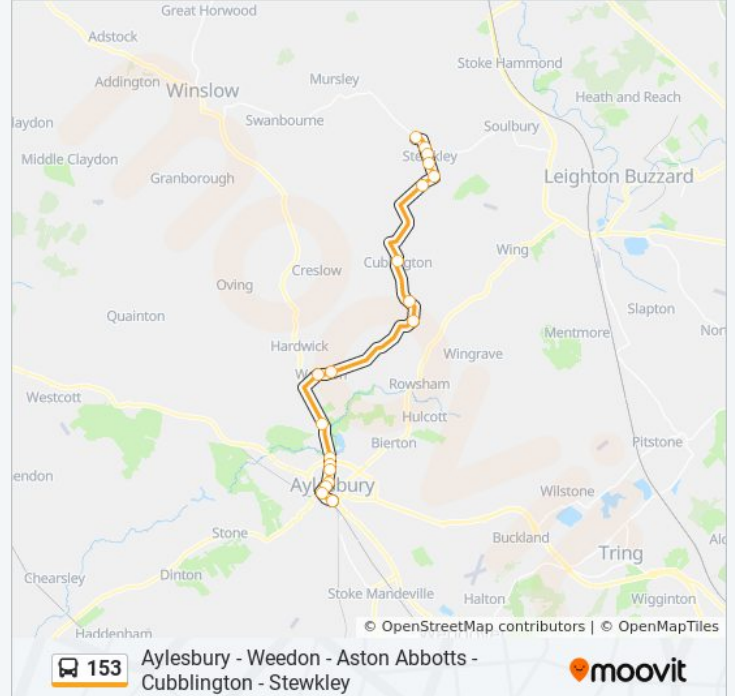 Great Horwood
Adstock
Stoke Hammond
Addington
Winslow
Mursley
Heath and Reach
Swanbourne
Soulbury
laydon
Middle Claydon
Stewkley
Granborough
Leighton Buzzard
Wing
Cubblington
Creslow
Oving
Slapton
Quainton
Mentmore
Nor
Hardwick
Wingrave
Weedon
Rowsham
Westcott
Hulcott
Bierton
Pitstone
endon
Aylesbury
Wilstone
Stone
Buckland
Tring
Al
Chearsley
Dinton
Stoke Mandeville
Halton
Wigginton
Haddenham
© OpenStreetMap contributors | © OpenMapTiles
153
Aylesbury - Weedon - Aston Abbotts -
Cubblington - Stewkley
moovit